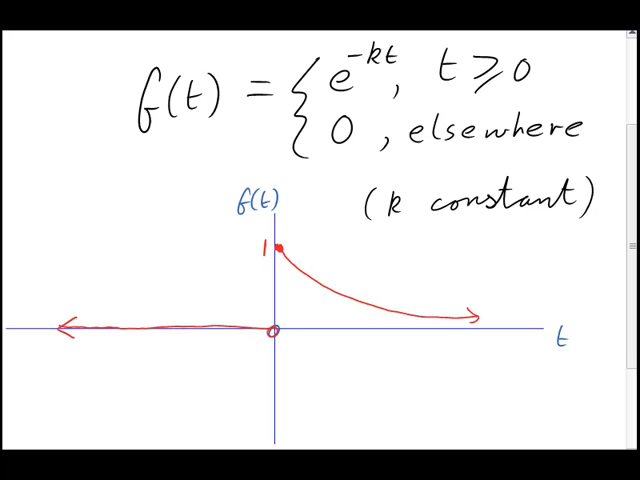 f(t) = { e^{-kt}, t ⩾ 0
0 , elsewhere
(k constant)
f(t)
1
0
t